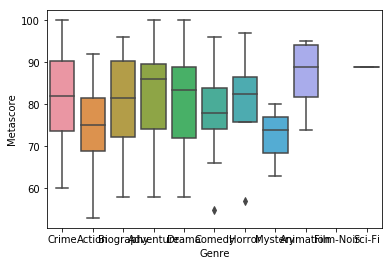 100
90
80
70
60
Metascore
Crime Action Biography Adventure Drama Comedy Horror Mystery Animation Film-Noir Sci-Fi
Genre